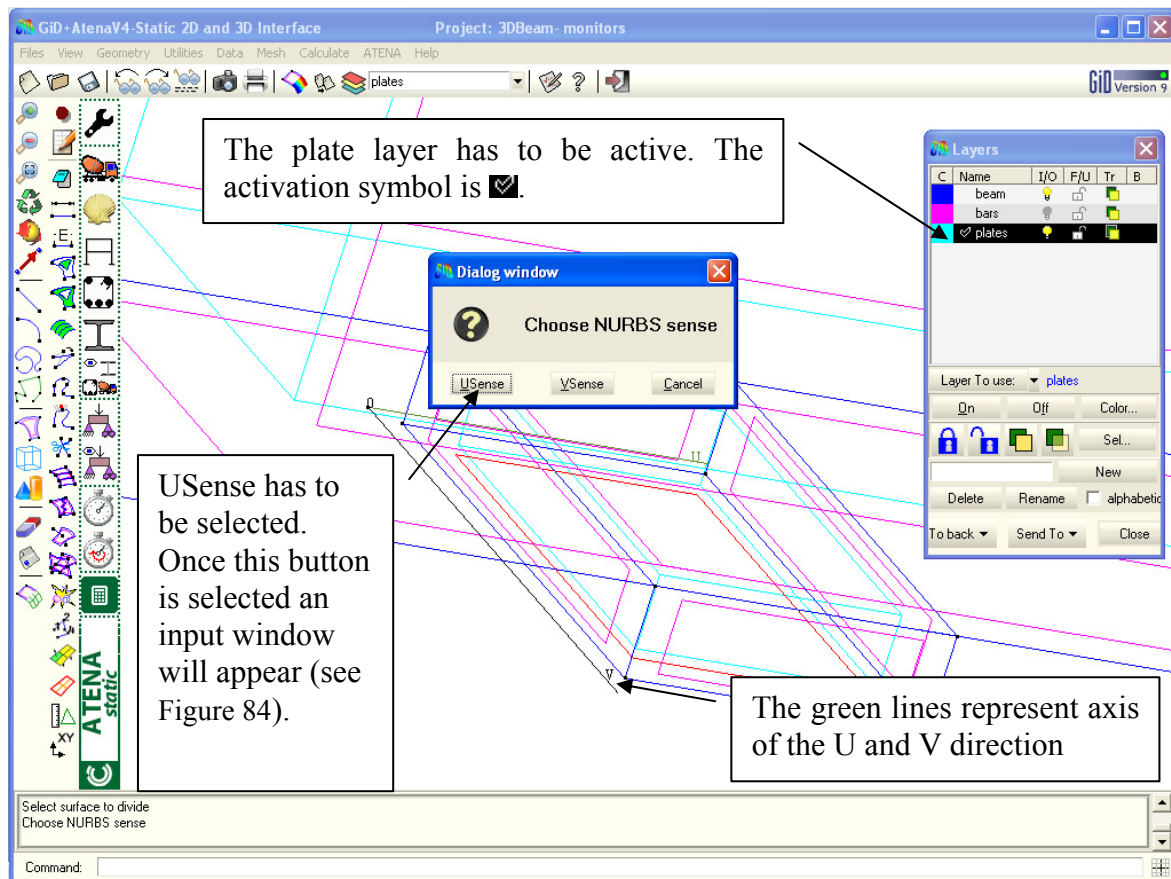 GiD+AtenaV4-Static 2D and 3D Interface Project: 3DBeam- monitors
Files View Geometry Utilities Data Mesh Calculate ATENA Help
plates
GiD Version 9
The plate layer has to be active. The
activation symbol is .
Layers
C Name I/O F/U Tr B
beam
bars
plates
Dialog window
Choose NURBS sense
USense VSense Cancel
Layer To use: plates
On Off Color...
Sel...
New
Delete Rename alphabetic
To back Send To Close
.E.
0
U
V
USense has to
be selected.
Once this button
is selected an
input window
will appear (see
Figure 84).
The green lines represent axis
of the U and V direction
XY
ATENA
static
Select surface to divide
Choose NURBS sense
Command: